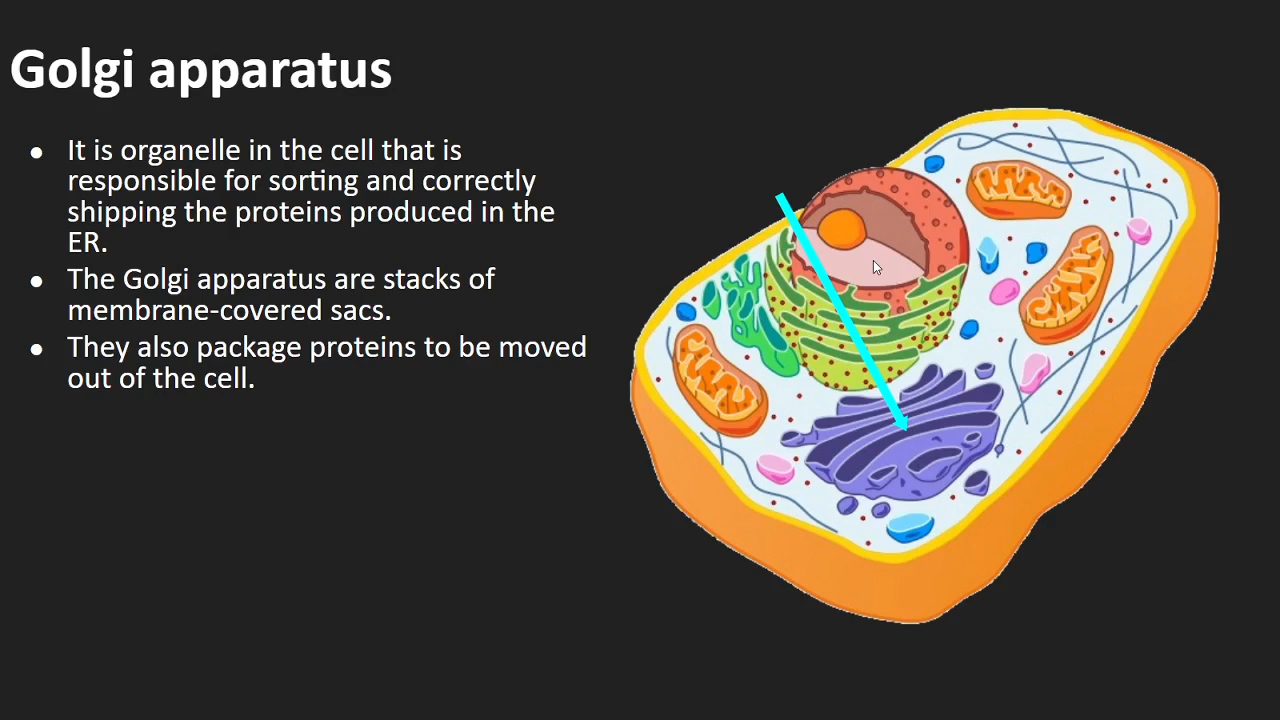 Golgi apparatus
● It is organelle in the cell that is
responsible for sorting and correctly
shipping the proteins produced in the
ER.
● The Golgi apparatus are stacks of
membrane-covered sacs.
● They also package proteins to be moved
out of the cell.